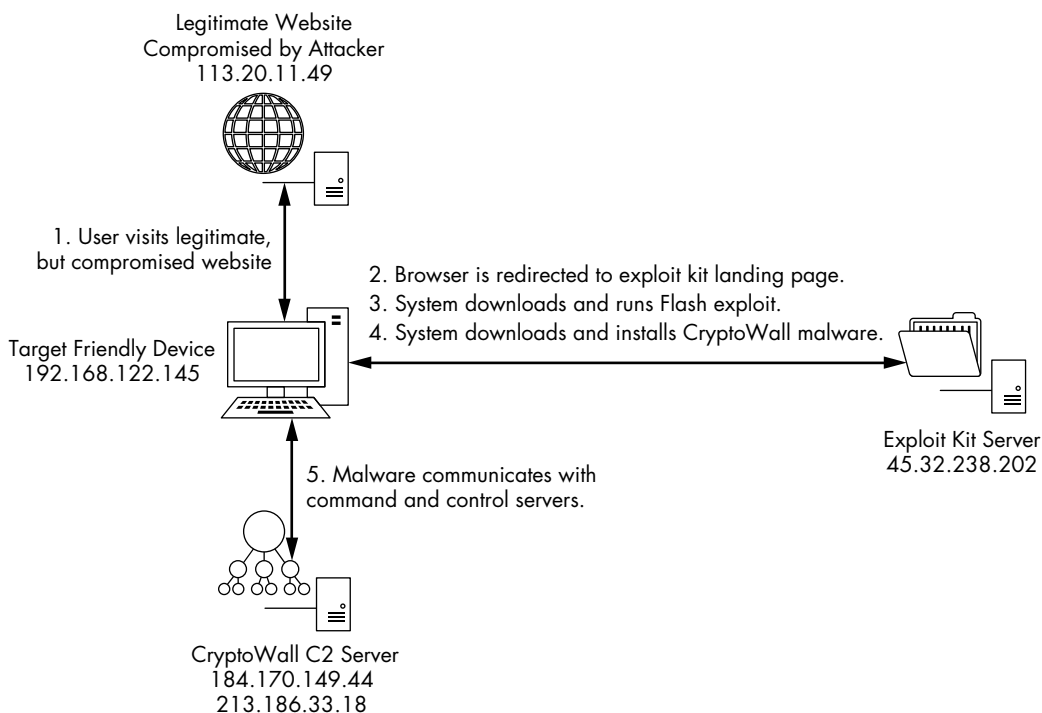 Legitimate Website
Compromised by Attacker
113.20.11.49
1. User visits legitimate,
but compromised website
2. Browser is redirected to exploit kit landing page.
3. System downloads and runs Flash exploit.
4. System downloads and installs CryptoWall malware.
Target Friendly Device
192.168.122.145
Exploit Kit Server
45.32.238.202
5. Malware communicates with
command and control servers.
CryptoWall C2 Server
184.170.149.44
213.186.33.18